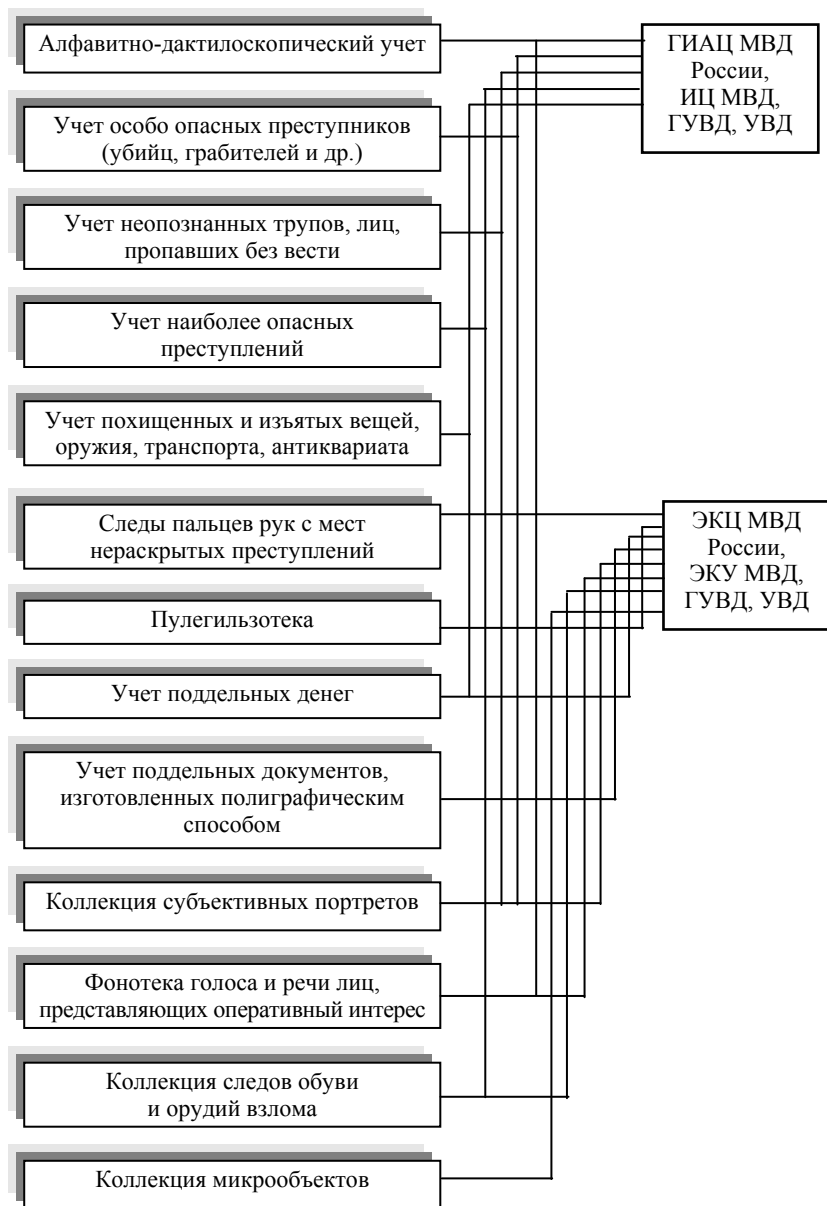 Алфавитно-дактилоскопический учет
ГИАЦ МВД
России,
ИЦ МВД,
ГУВД, УВД
Учет особо опасных преступников
(убийц, грабителей и др.)
Учет неопознанных трупов, лиц,
пропавших без вести
Учет наиболее опасных
преступлений
Учет похищенных и изъятых вещей,
оружия, транспорта, антиквариата
Следы пальцев рук с мест
нераскрытых преступлений
ЭКЦ МВД
России,
ЭКУ МВД,
ГУВД, УВД
Пулегильзотека
Учет поддельных денег
Учет поддельных документов,
изготовленных полиграфическим
способом
Коллекция субъективных портретов
Фонотека голоса и речи лиц,
представляющих оперативный интерес
Коллекция следов обуви
и орудий взлома
Коллекция микрообъектов